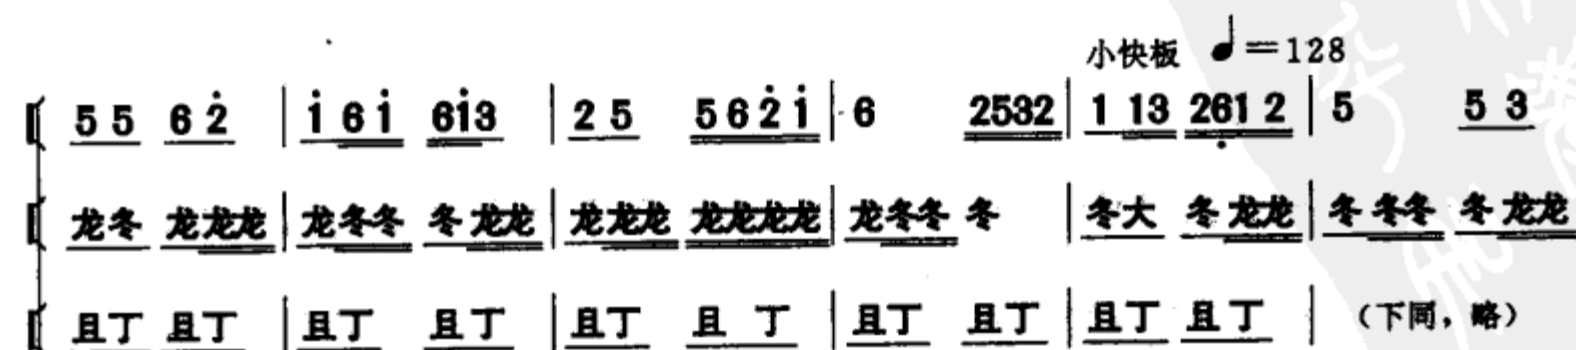 小快板 ♩=128
5 5 6 2̇ | 1̇ 6 1̇ 6 1̇ 3 | 2 5 5 6 2̇ 1̇ | 6 2532 | 1 13 26̣1 2 | 5 5 3
龙冬 龙龙龙 | 龙冬冬 冬龙龙 | 龙龙龙 龙龙龙龙 | 龙冬冬 冬 | 冬大 冬龙龙 | 冬冬冬 冬龙龙
且丁 且丁 | 且丁 且丁 | 且丁 且丁 | 且丁 且丁 | 且丁 且丁 | (下同，略)